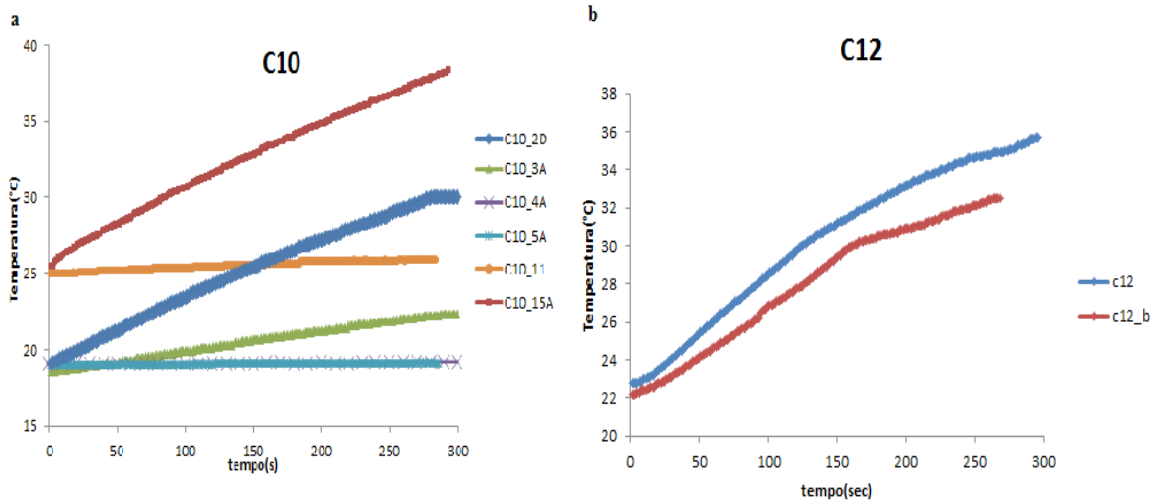 a
C10
Temperatura(°C)
40
35
30
25
20
15
0
50
100
150
200
250
300
tempo(s)
C10_2D
C10_3A
C10_4A
C10_5A
C10_11
C10_15A
b
C12
Temperatura(°C)
38
36
34
32
30
28
26
24
22
20
0
50
100
150
200
250
300
tempo(sec)
c12
c12_b